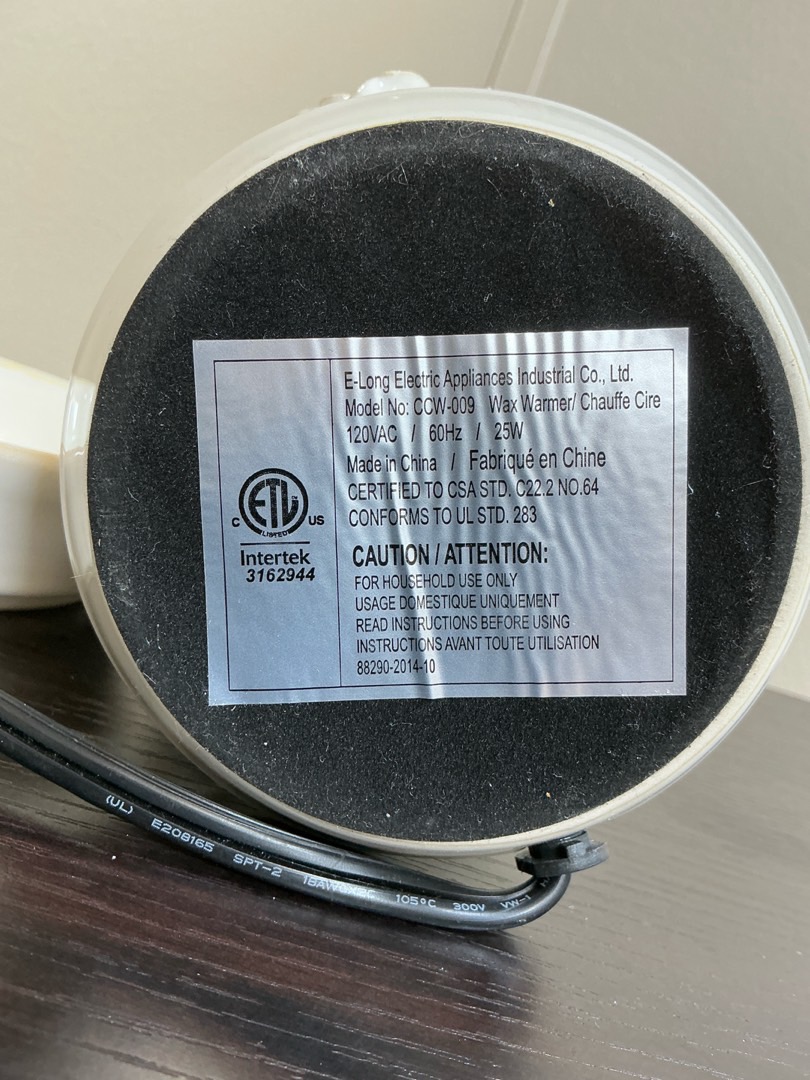 E-Long Electric Appliances Industrial Co., Ltd.
Model No: CCW-009 Wax Warmer/ Chauffe Cire
120VAC / 60Hz / 25W
Made in China / Fabriqué en Chine
CERTIFIED TO CSA STD. C22.2 NO.64
CONFORMS TO UL STD. 283
ETL
C US
LISTED
Intertek
3162944
CAUTION / ATTENTION:
FOR HOUSEHOLD USE ONLY
USAGE DOMESTIQUE UNIQUEMENT
READ INSTRUCTIONS BEFORE USING
INSTRUCTIONS AVANT TOUTE UTILISATION
88290-2014-10
(UL) E208165 SPT-2 18AWGX2C 105°C 300V VW-1